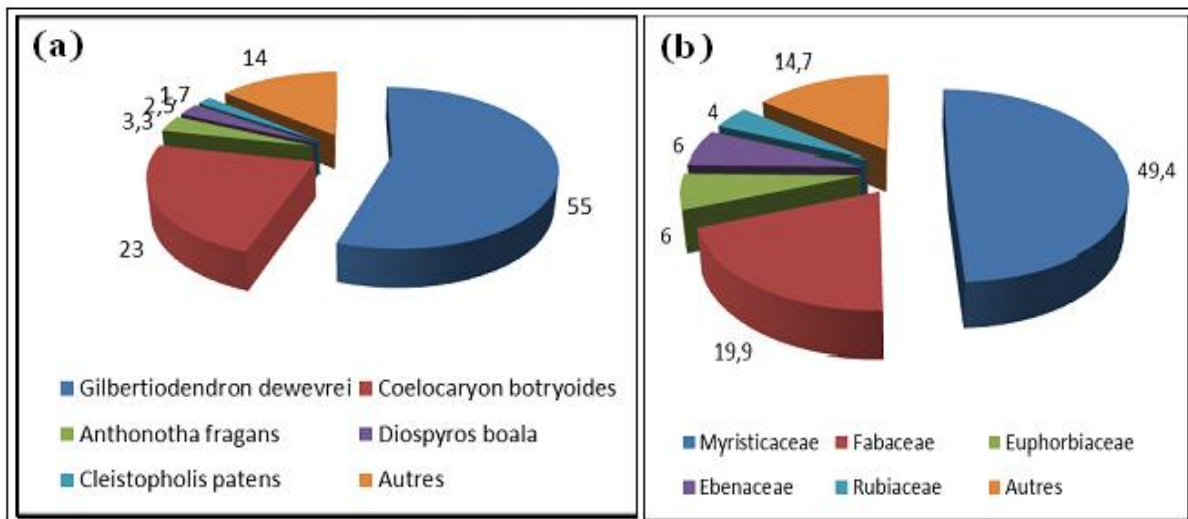 (a)
14
1,7
2,5
3,3
23
55
Gilbertiodendron dewevrei Coelocaryon botryoides
Anthonotha fragans Diospyros boala
Cleistopholis patens Autres
(b)
14,7
4
6
6
19,9
49,4
Myristicaceae Fabaceae Euphorbiaceae
Ebenaceae Rubiaceae Autres